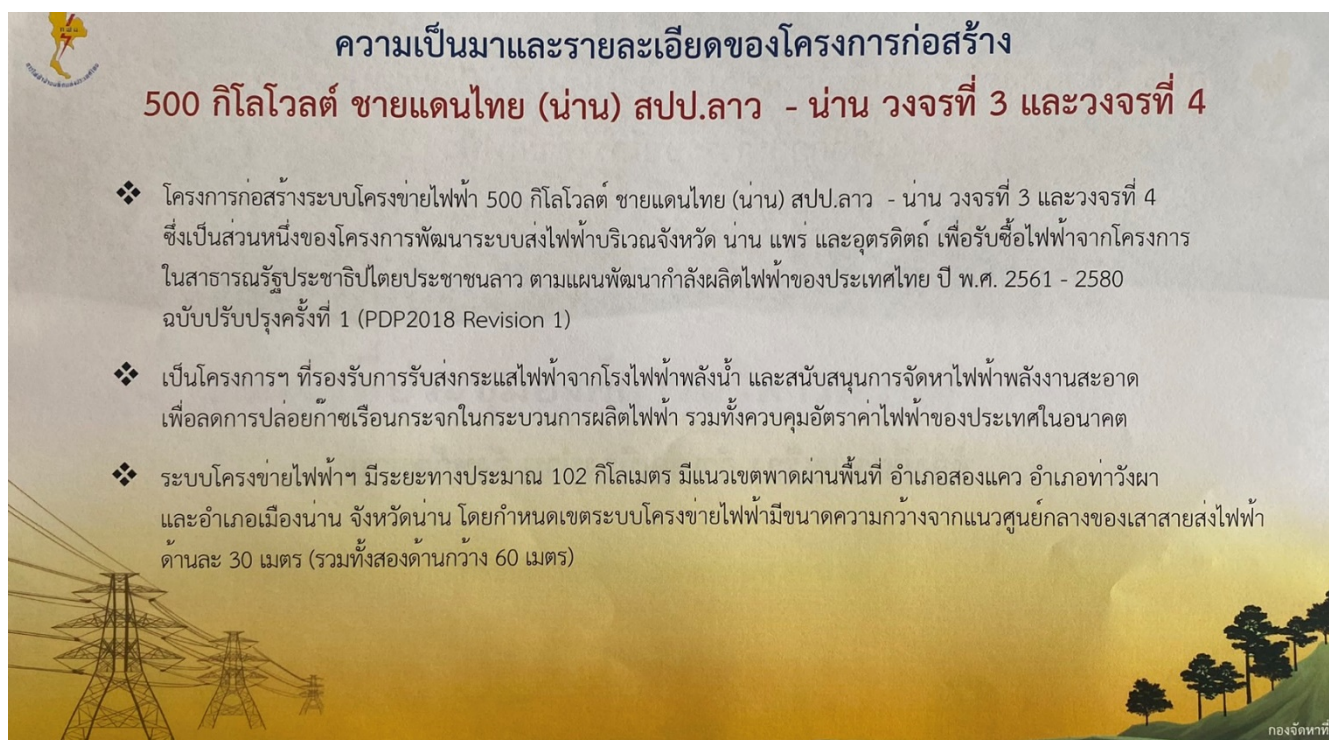 กฟผ
ความเป็นมาและรายละเอียดของโครงการก่อสร้าง
500 กิโลโวลต์ ชายแดนไทย (น่าน) สปป.ลาว - น่าน วงจรที่ 3 และวงจรที่ 4
❖ โครงการก่อสร้างระบบโครงข่ายไฟฟ้า 500 กิโลโวลต์ ชายแดนไทย (น่าน) สปป.ลาว - น่าน วงจรที่ 3 และวงจรที่ 4
ซึ่งเป็นส่วนหนึ่งของโครงการพัฒนาระบบส่งไฟฟ้าบริเวณจังหวัด น่าน แพร่ และอุตรดิตถ์ เพื่อรับซื้อไฟฟ้าจากโครงการ
ในสาธารณรัฐประชาธิปไตยประชาชนลาว ตามแผนพัฒนากำลังผลิตไฟฟ้าของประเทศไทย ปี พ.ศ. 2561 - 2580
ฉบับปรับปรุงครั้งที่ 1 (PDP2018 Revision 1)
❖ เป็นโครงการฯ ที่รองรับการรับส่งกระแสไฟฟ้าจากโรงไฟฟ้าพลังน้ำ และสนับสนุนการจัดหาไฟฟ้าพลังงานสะอาด
เพื่อลดการปล่อยก๊าซเรือนกระจกในกระบวนการผลิตไฟฟ้า รวมทั้งควบคุมอัตราค่าไฟฟ้าของประเทศในอนาคต
❖ ระบบโครงข่ายไฟฟ้าฯ มีระยะทางประมาณ 102 กิโลเมตร มีแนวเขตพาดผ่านพื้นที่ อำเภอสองแคว อำเภอท่าวังผา
และอำเภอเมืองน่าน จังหวัดน่าน โดยกำหนดเขตระบบโครงข่ายไฟฟ้ามีขนาดความกว้างจากแนวศูนย์กลางของเสาสายส่งไฟฟ้า
ด้านละ 30 เมตร (รวมทั้งสองด้านกว้าง 60 เมตร)
กองจัดหาที่